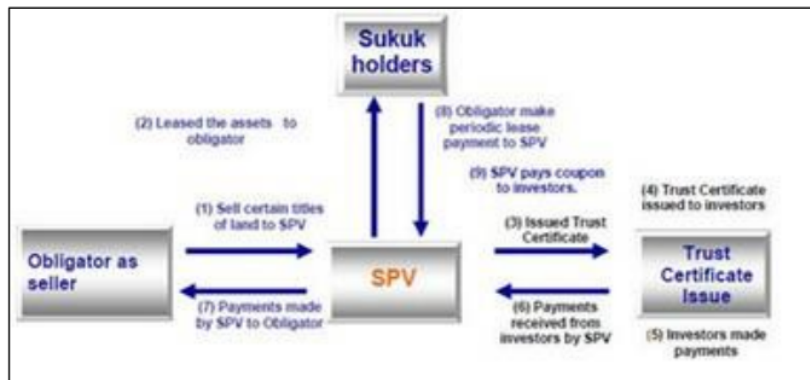 Sukuk
holders
(2) Leased the assets to
obligator
(8) Obligator make
periodic lease
payment to SPV
(9) SPV pays coupon
to investors.
(4) Trust Certificate
issued to investors
(1) Sell certain titles
of land to SPV
(3) Issued Trust
Certificate
Obligator as
seller
SPV
Trust
Certificate
Issue
(7) Payments made
by SPV to Obligator
(6) Payments
received from
investors by SPV
(5) Investors made
payments